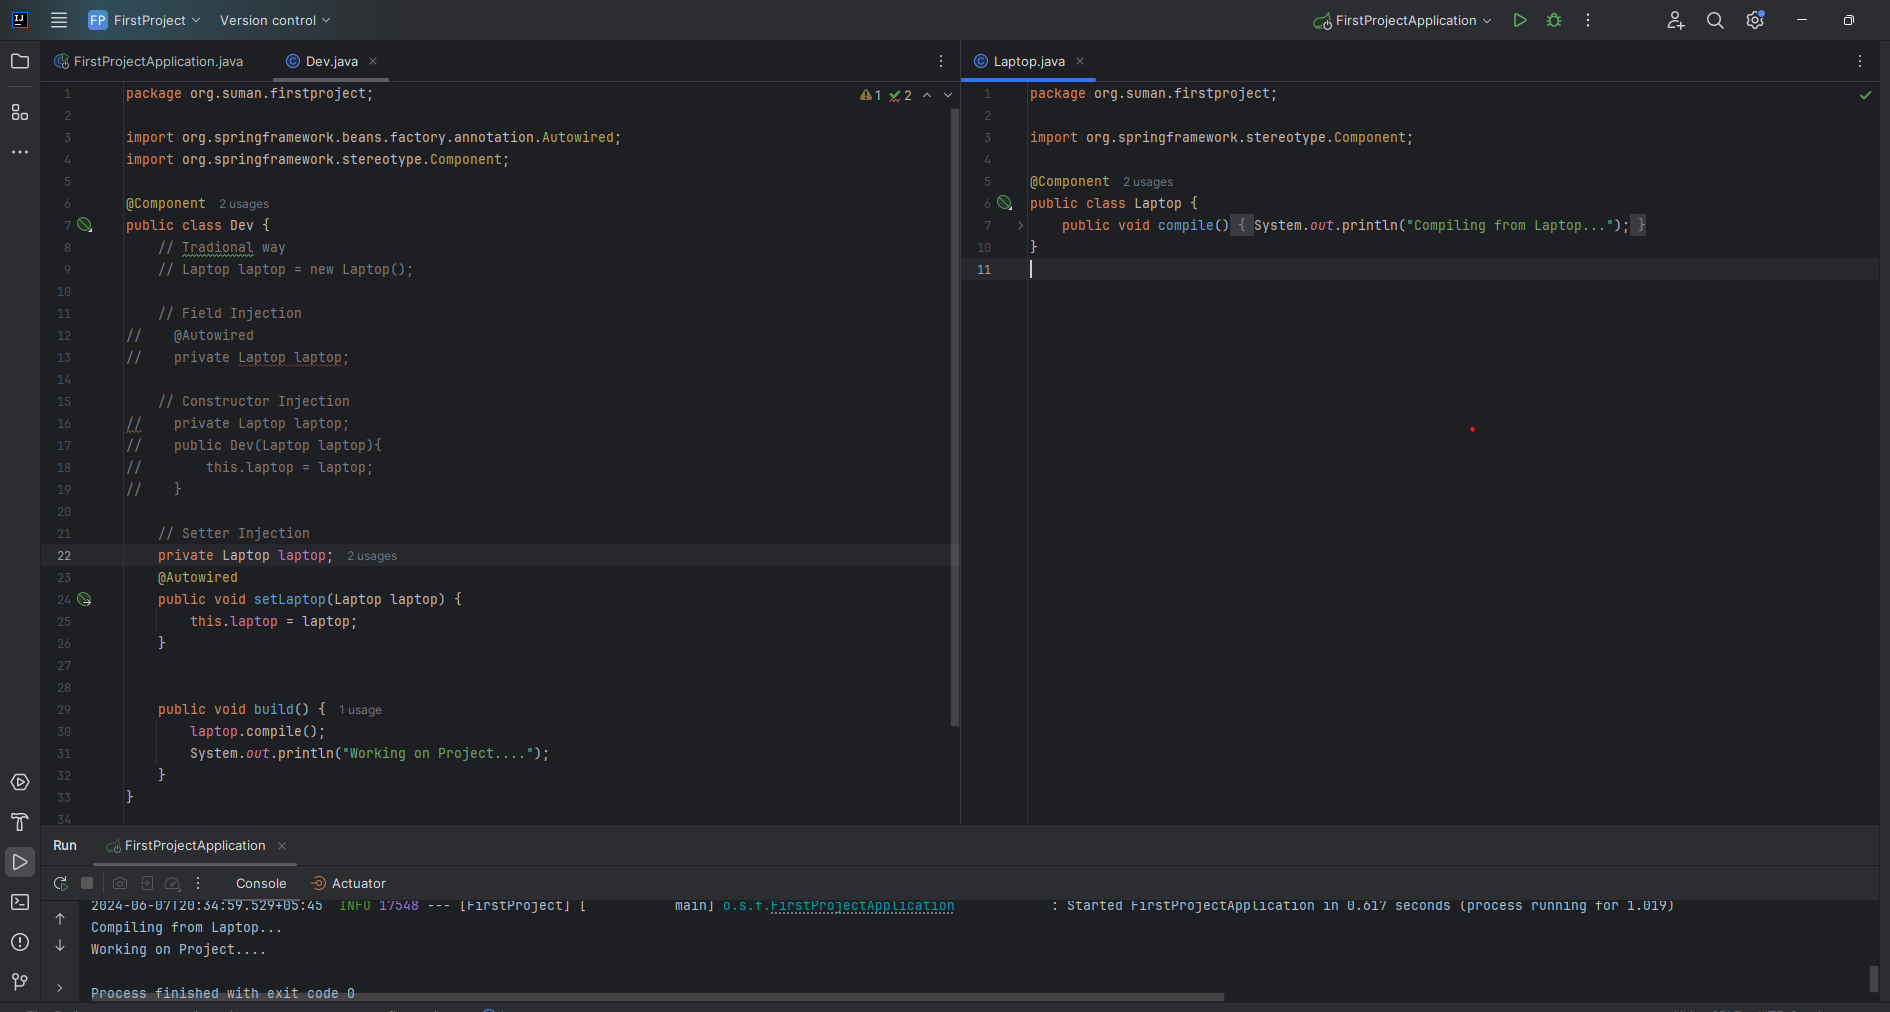 FP FirstProject Version control FirstProjectApplication
FirstProjectApplication.java Dev.java
1 package org.suman.firstproject;
2
3 import org.springframework.beans.factory.annotation.Autowired;
4 import org.springframework.stereotype.Component;
5
6 @Component 2 usages
7 public class Dev {
8 // Tradional way
9 // Laptop laptop = new Laptop();
10
11 // Field Injection
12 // @Autowired
13 // private Laptop laptop;
14
15 // Constructor Injection
16 // private Laptop laptop;
17 // public Dev(Laptop laptop){
18 // this.laptop = laptop;
19 // }
20
21 // Setter Injection
22 private Laptop laptop; 2 usages
23 @Autowired
24 public void setLaptop(Laptop laptop) {
25 this.laptop = laptop;
26 }
27
28
29 public void build() { 1 usage
30 laptop.compile();
31 System.out.println("Working on Project....");
32 }
33 }
34
1 2
Laptop.java
1 package org.suman.firstproject;
2
3 import org.springframework.stereotype.Component;
4
5 @Component 2 usages
6 public class Laptop {
7 public void compile() { System.out.println("Compiling from Laptop..."); }
10 }
11
Run FirstProjectApplication
Console Actuator
2024-06-07T20:34:59.529+05:45 INFO 17548 --- [FirstProject] [ main] o.s.f.FirstProjectApplication : Started FirstProjectApplication in 0.617 seconds (process running for 1.019)
Compiling from Laptop...
Working on Project....
Process finished with exit code 0